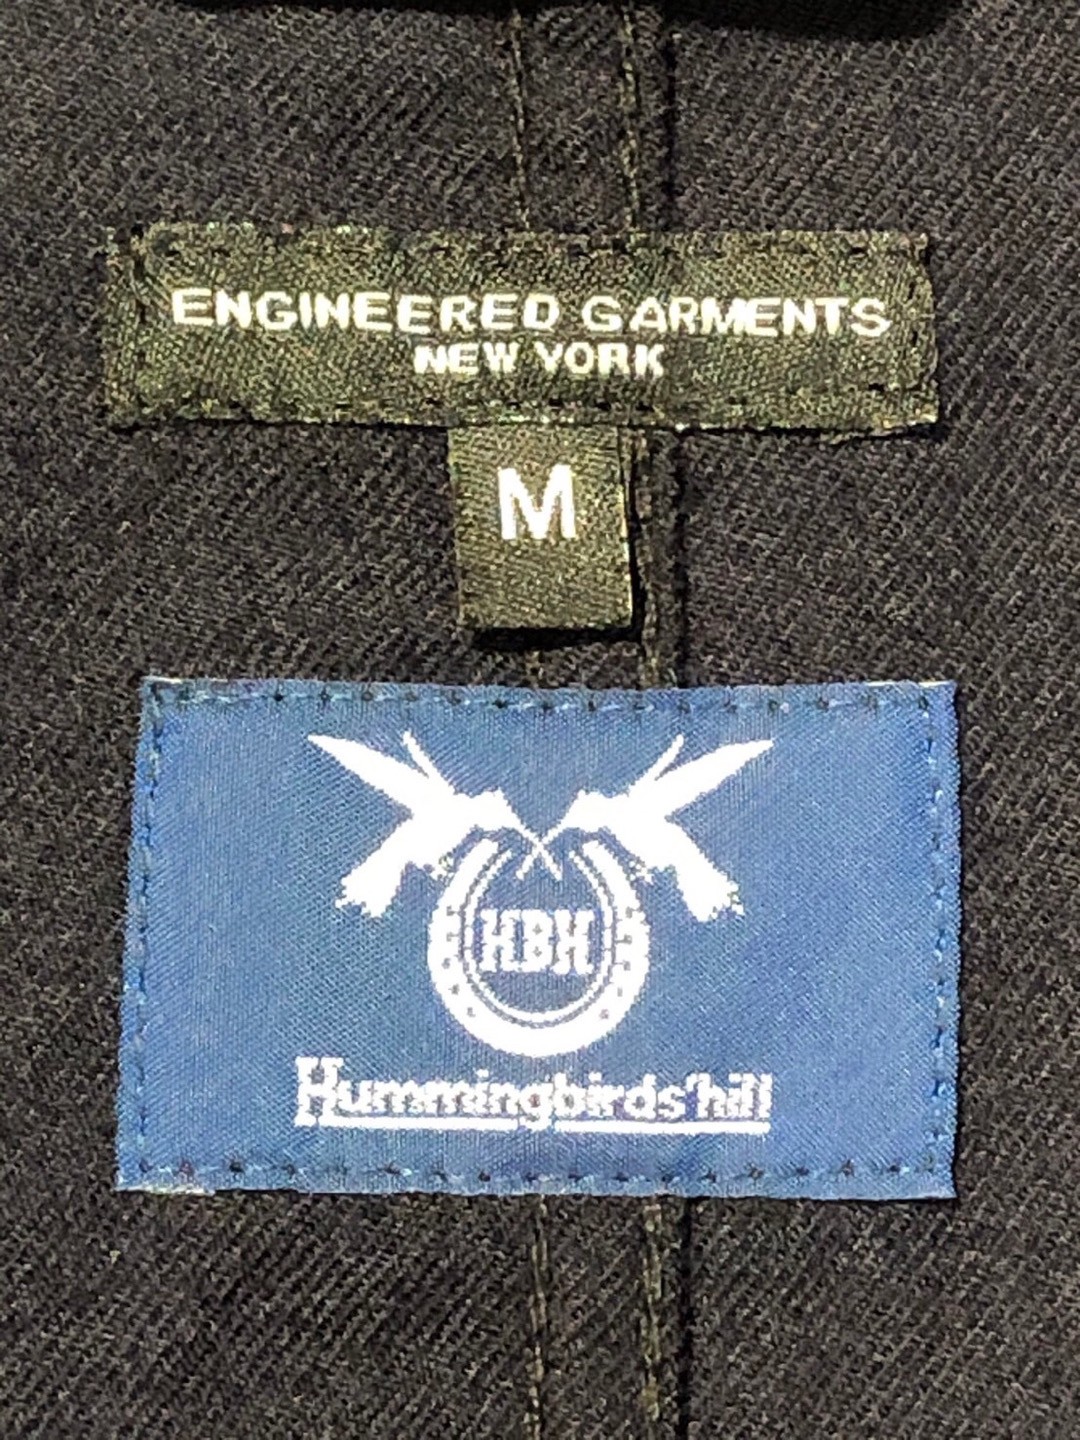 ENGINEERED GARMENTS
NEW YORK
M
HBH
Hummingbirds'hill